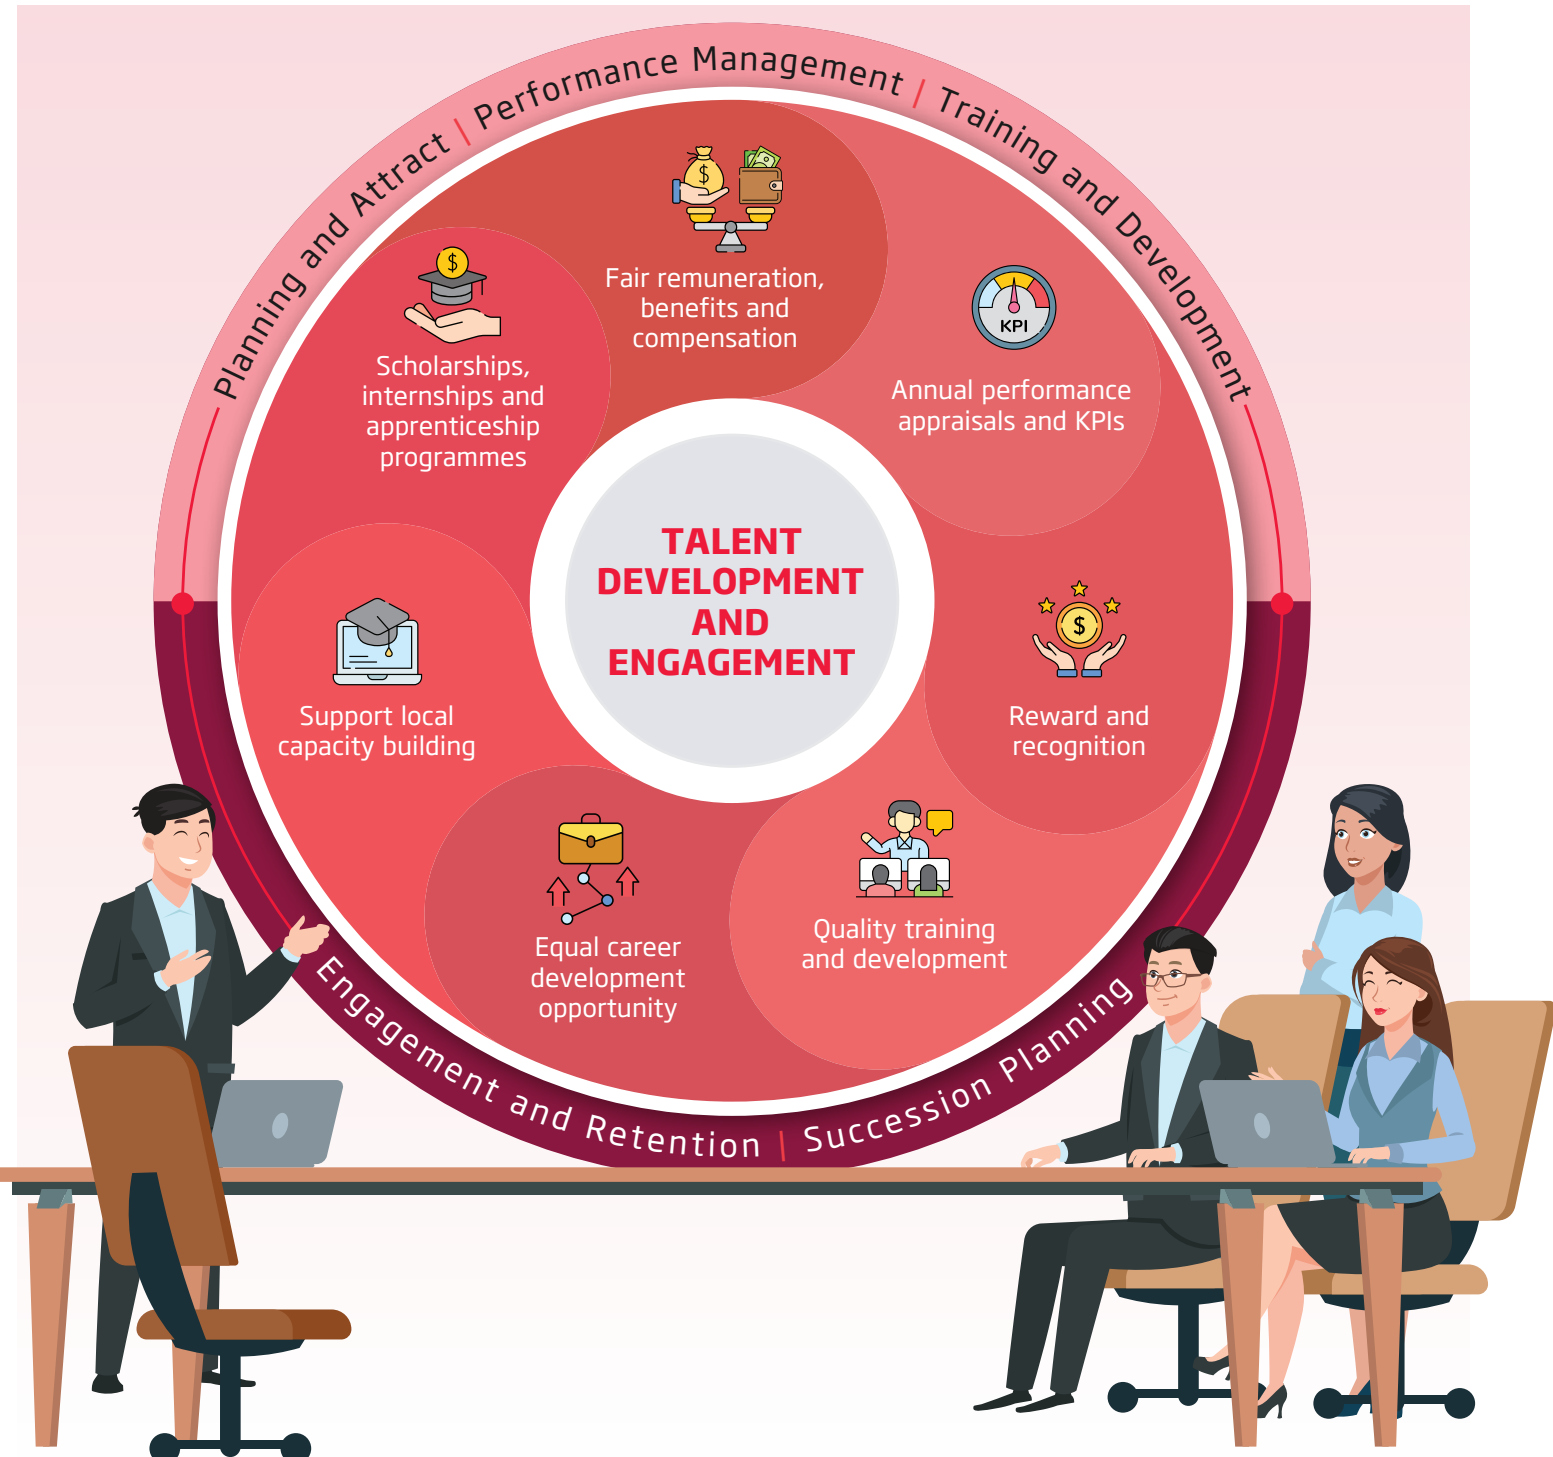 Planning and Attract | Performance Management | Training and Development
$
Fair remuneration,
benefits and
compensation
$
Scholarships,
internships and
apprenticeship
programmes
KPI
Annual performance
appraisals and KPIs
TALENT
DEVELOPMENT
AND
ENGAGEMENT
Support local
capacity building
$
Reward and
recognition
Equal career
development
opportunity
Quality training
and development
Engagement and Retention | Succession Planning